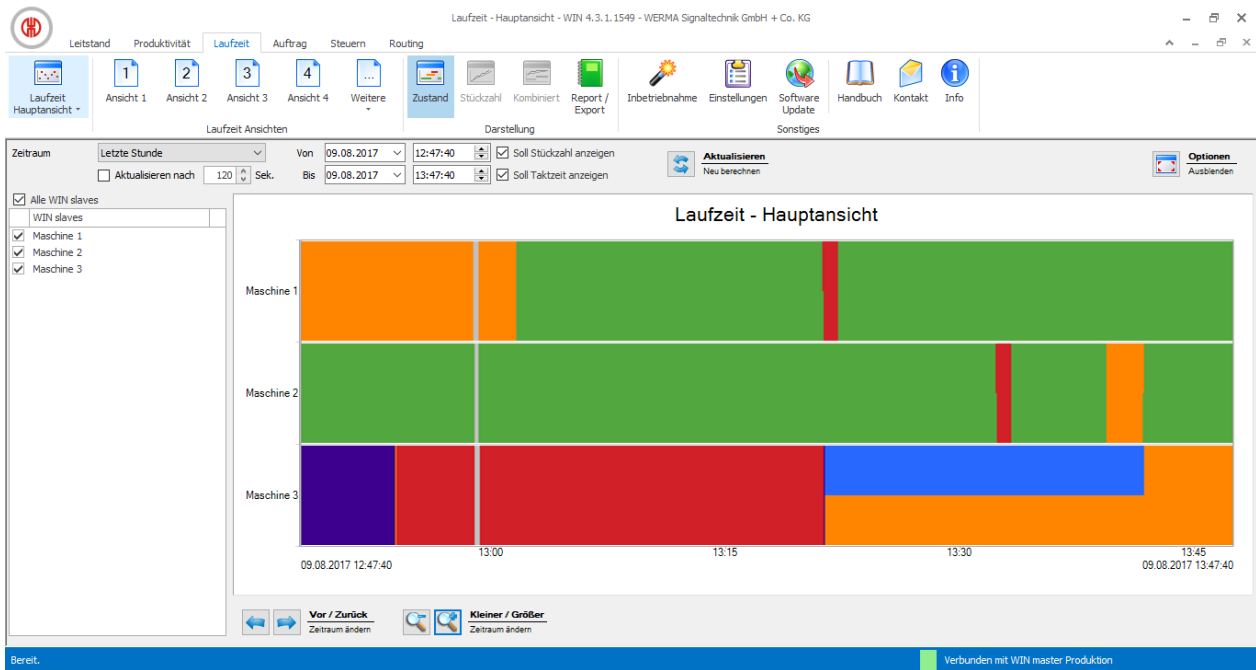 Laufzeit - Hauptansicht - WIN 4.3.1.1549 - WERMA Signaltechnik GmbH + Co. KG
Leitstand Produktivität Laufzeit Auftrag Steuern Routing
1 2 3 4 ...
Laufzeit Hauptansicht Ansicht 1 Ansicht 2 Ansicht 3 Ansicht 4 Weitere Zustand Stückzahl Kombiniert Report / Export Inbetriebnahme Einstellungen Software Update Handbuch Kontakt Info
Laufzeit Ansichten Darstellung Sonstiges
Zeitraum Letzte Stunde Von 09.08.2017 12:47:40 Soll Stückzahl anzeigen
Aktualisieren nach 120 Sek. Bis 09.08.2017 13:47:40 Soll Taktzeit anzeigen
Aktualisieren
Neu berechnen
Optionen
Ausblenden
Alle WIN slaves
WIN slaves
Maschine 1
Maschine 2
Maschine 3
Laufzeit - Hauptansicht
Maschine 1
Maschine 2
Maschine 3
13:00 13:15 13:30 13:45
09.08.2017 12:47:40 09.08.2017 13:47:40
Vor / Zurück
Zeitraum ändern
Kleiner / Größer
Zeitraum ändern
Bereit. Verbunden mit WIN master Produktion